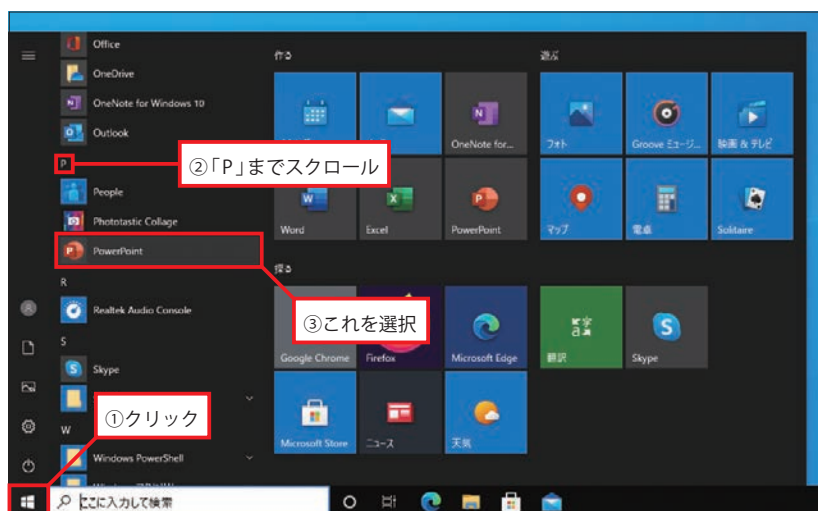 Office
OneDrive
OneNote for Windows 10
Outlook
P
②「P」までスクロール
People
Phototastic Collage
PowerPoint
R
Realtek Audio Console
③これを選択
S
Skype
①クリック
W
Windows PowerShell
ここに入力して検索
作る
OneNote for...
Word
Excel
PowerPoint
探る
Google Chrome
Firefox
Microsoft Edge
Microsoft Store
ニュース
天気
遊ぶ
フォト
Groove ミュージ...
映画 & テレビ
マップ
電卓
Solitaire
翻訳
Skype